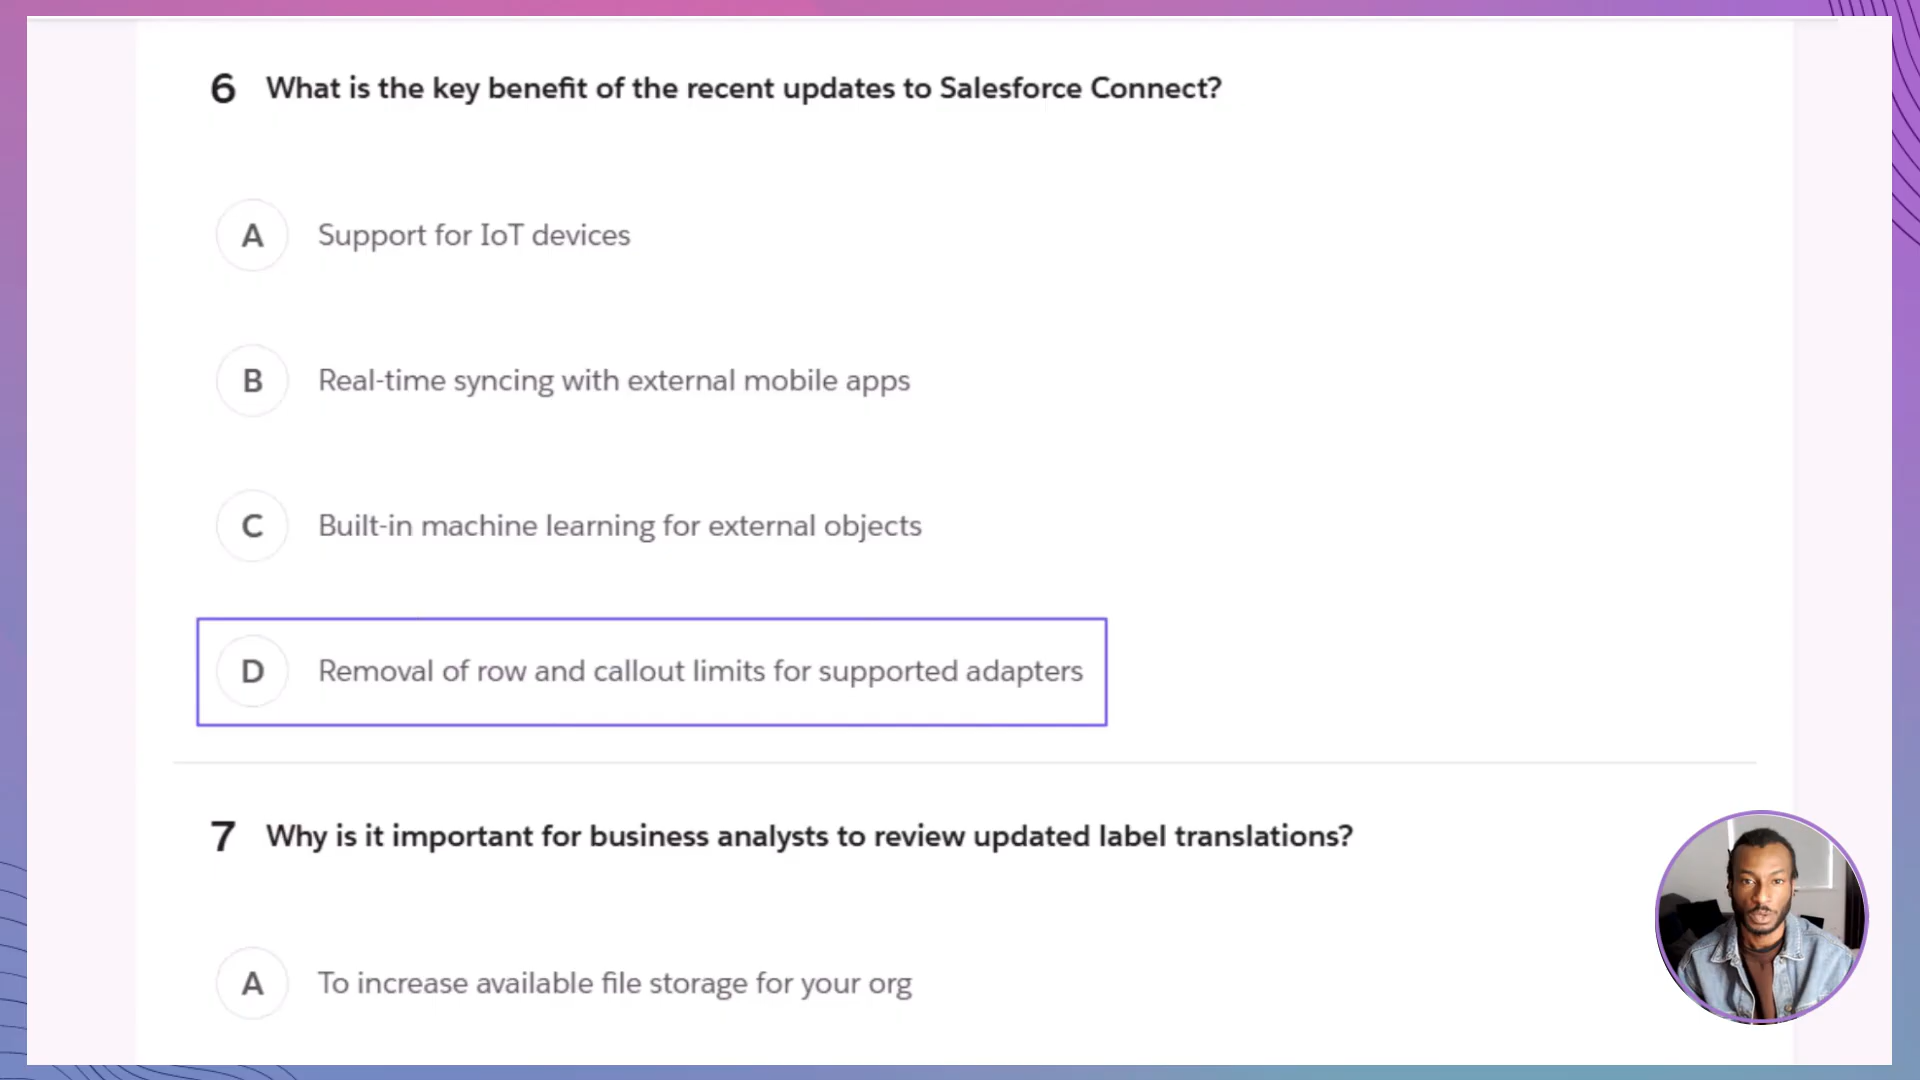 6 What is the key benefit of the recent updates to Salesforce Connect?
A Support for IoT devices
B Real-time syncing with external mobile apps
C Built-in machine learning for external objects
D Removal of row and callout limits for supported adapters
7 Why is it important for business analysts to review updated label translations?
A To increase available file storage for your org